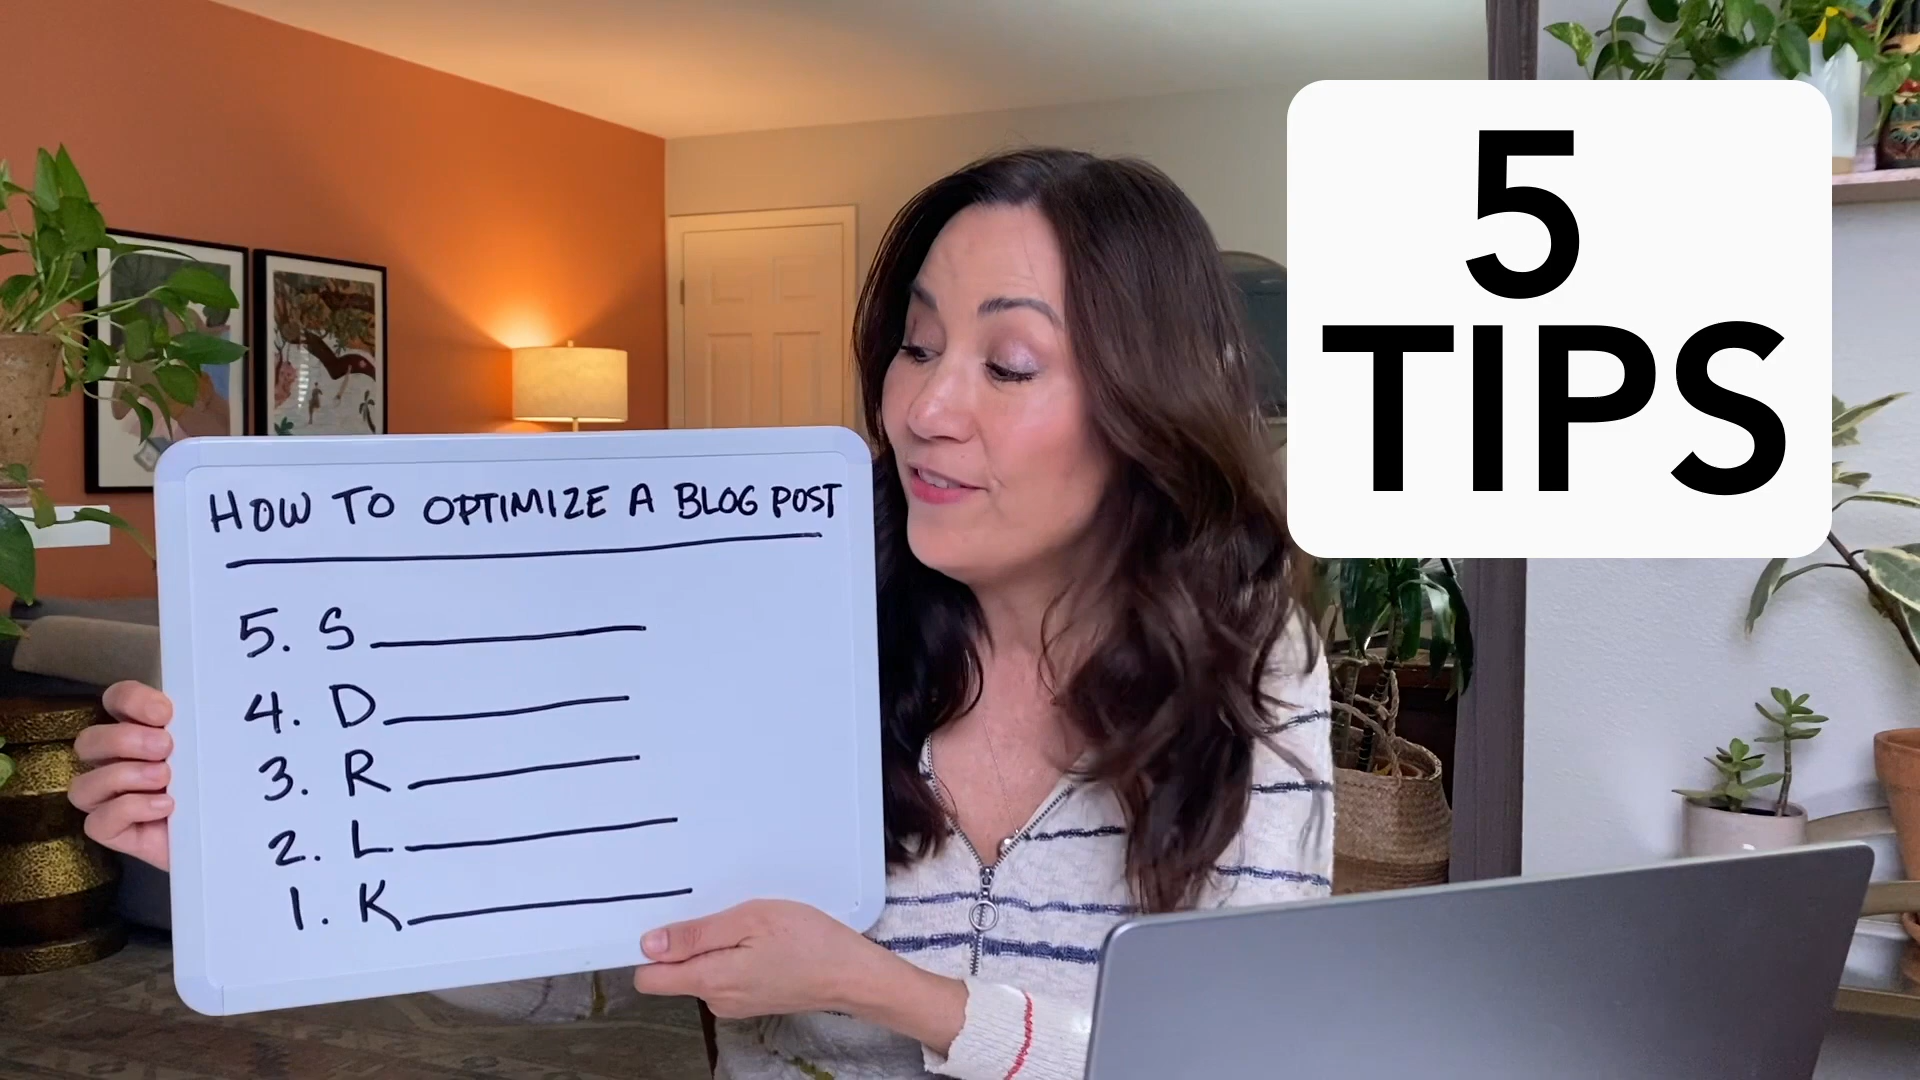 HOW TO OPTIMIZE A BLOG POST
5. S
4. D
3. R
2. L
1. K
5
TIPS